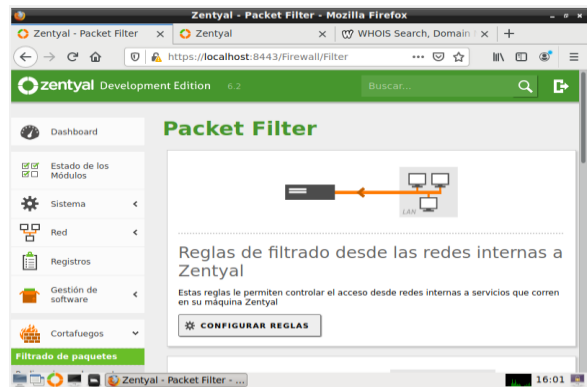 Zentyal - Packet Filter - Mozilla Firefox
Zentyal - Packet Filter
Zentyal
WHOIS Search, Domain
https://localhost:8443/Firewall/Filter
zentyal Development Edition 6.2
Buscar...
Dashboard
Estado de los
Módulos
Sistema
Red
Registros
Gestión de
software
Cortafuegos
Filtrado de paquetes
Packet Filter
LAN
Reglas de filtrado desde las redes internas a
Zentyal
Estas reglas le permiten controlar el acceso desde redes internas a servicios que corren
en su máquina Zentyal
CONFIGURAR REGLAS
Zentyal - Packet Filter - ...
16:01